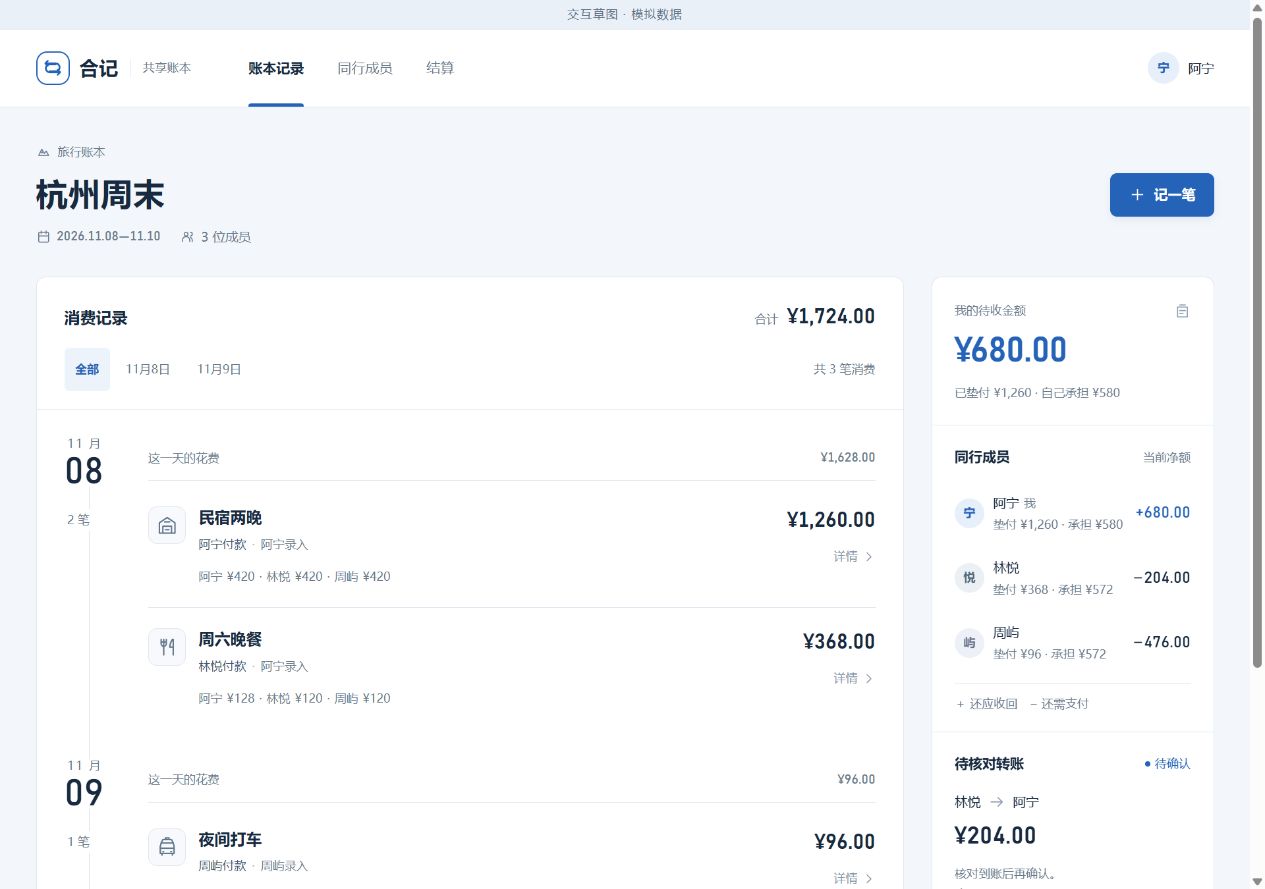 交互草图 · 模拟数据
合记 共享账本 账本记录 同行成员 结算 宁 阿宁
旅行账本
杭州周末
2026.11.08—11.10 3 位成员
+ 记一笔
消费记录 合计 ¥1,724.00
全部 11月8日 11月9日 共 3 笔消费
11 月
08
2 笔
这一天的花费 ¥1,628.00
民宿两晚 ¥1,260.00
阿宁付款 · 阿宁录入 详情 >
阿宁 ¥420 · 林悦 ¥420 · 周屿 ¥420
周六晚餐 ¥368.00
林悦付款 · 阿宁录入 详情 >
阿宁 ¥128 · 林悦 ¥120 · 周屿 ¥120
11 月
09
1 笔
这一天的花费 ¥96.00
夜间打车 ¥96.00
周屿付款 · 周屿录入 详情 >
我的待收金额
¥680.00
已垫付 ¥1,260 · 自己承担 ¥580
同行成员 当前净额
宁 阿宁 我 +680.00
垫付 ¥1,260 · 承担 ¥580
悦 林悦 −204.00
垫付 ¥368 · 承担 ¥572
屿 周屿 −476.00
垫付 ¥96 · 承担 ¥572
+ 还应收回 − 还需支付
待核对转账 待确认
林悦 → 阿宁
¥204.00
核对到账后再确认。